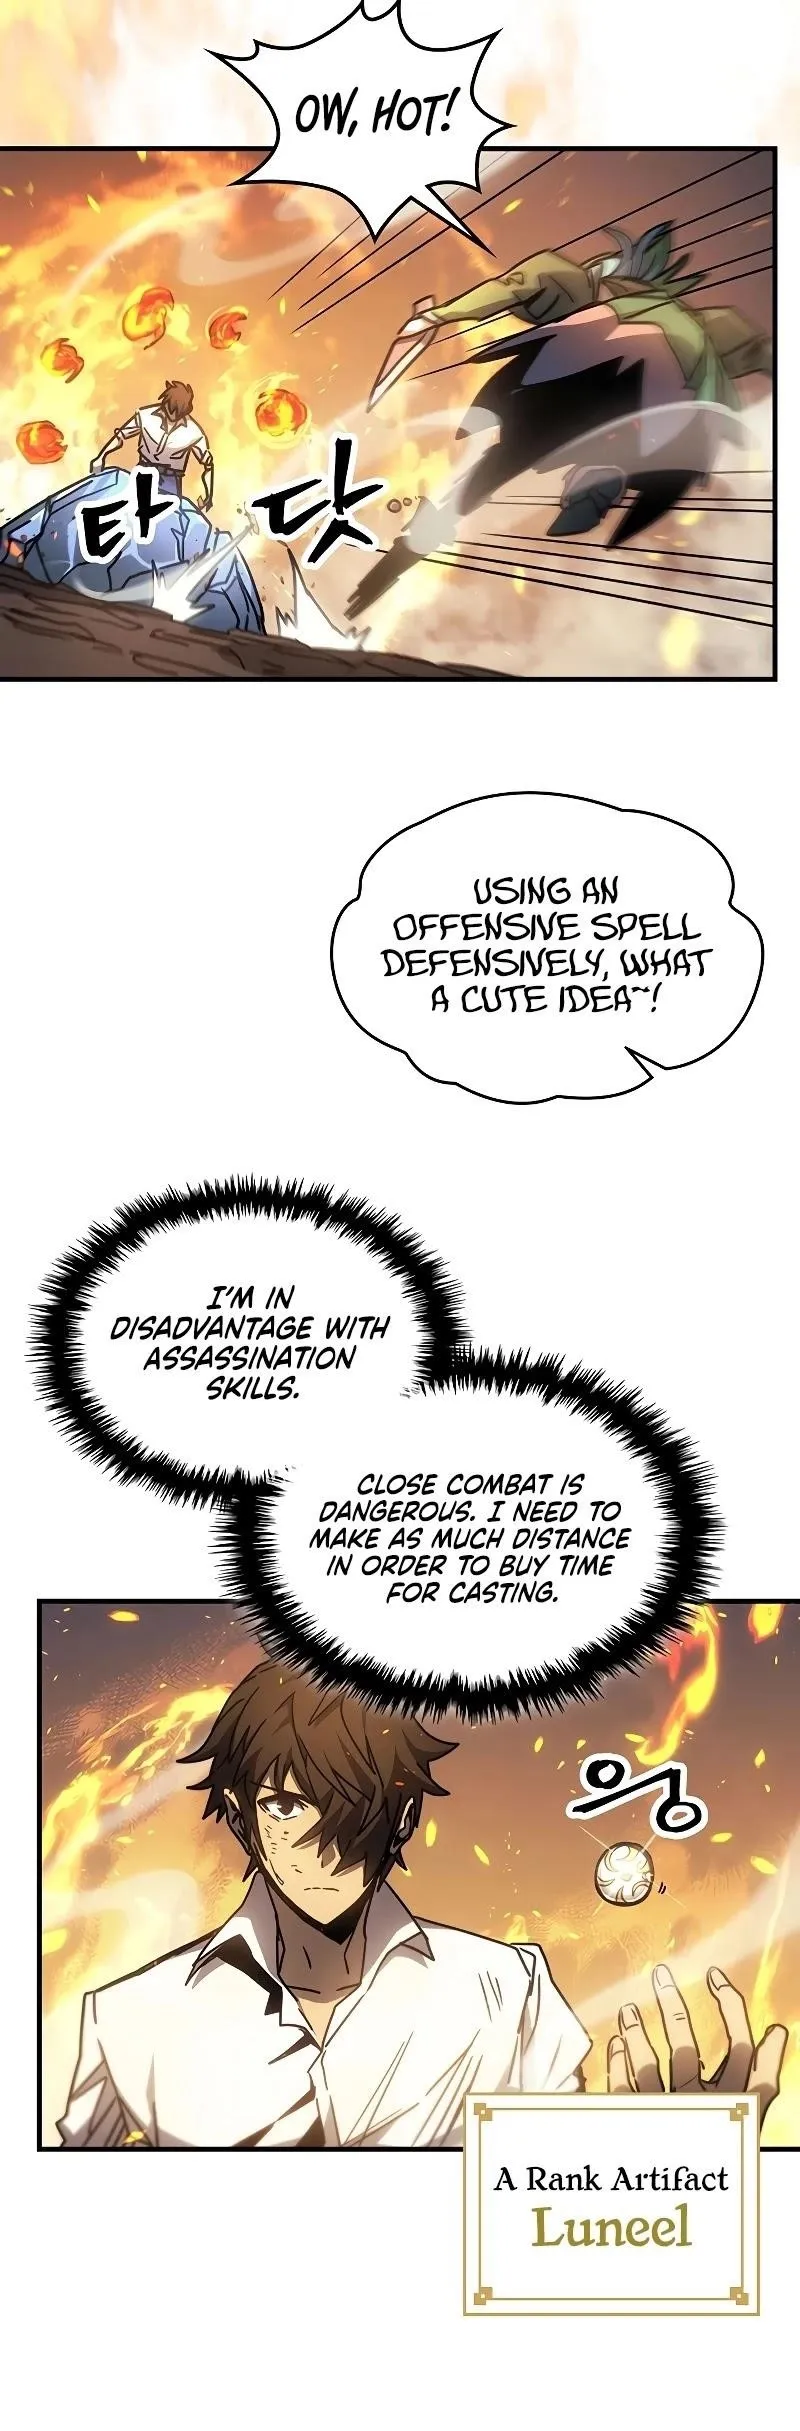 OW, HOT!
타 닷
USING AN
OFFENSIVE SPELL
DEFENSIVELY, WHAT
A CUTE IDEA~!
I'M IN
DISADVANTAGE WITH
ASSASSINATION
SKILLS.
CLOSE COMBAT IS
DANGEROUS. I NEED TO
MAKE AS MUCH DISTANCE
IN ORDER TO BUY TIME
FOR CASTING.
우웅
A Rank Artifact
Luneel